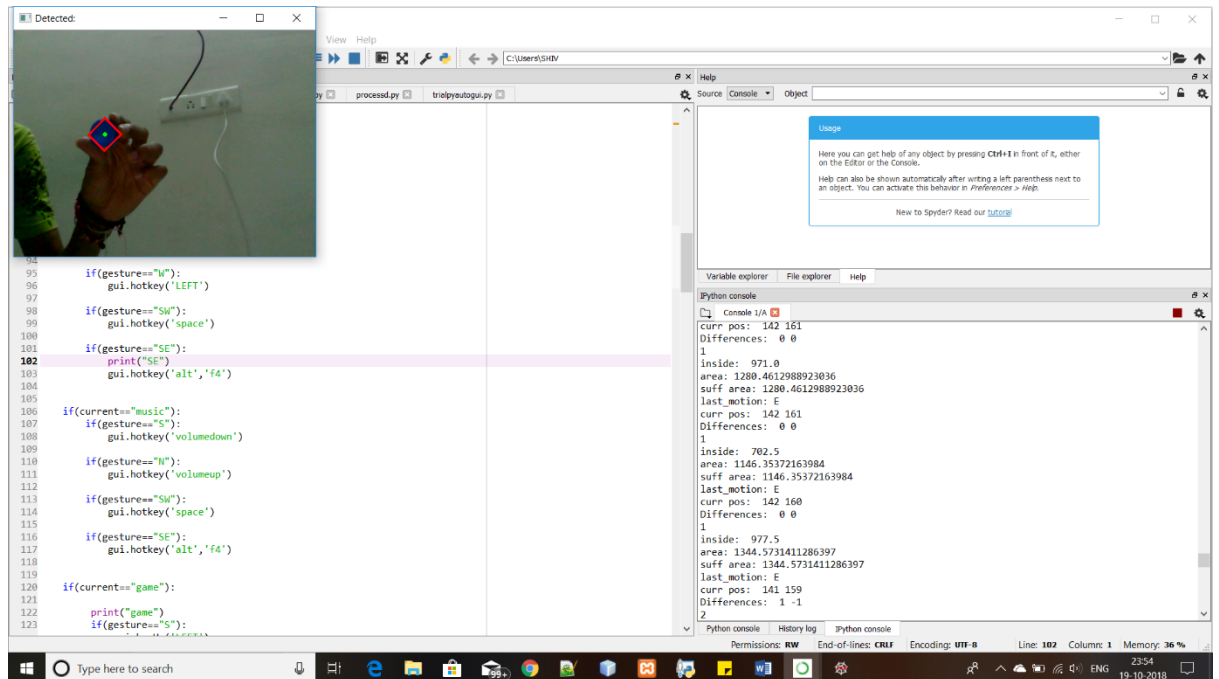 Detected:
View Help
C:\Users\SHIV
processd.py
trialpyautogui.py
94
95 if(gesture=="W"):
96 gui.hotkey('LEFT')
97
98 if(gesture=="SW"):
99 gui.hotkey('space')
100
101 if(gesture=="SE"):
102 print("SE")
103 gui.hotkey('alt','f4')
104
105
106 if(current=="music"):
107 if(gesture=="S"):
108 gui.hotkey('volumedown')
109
110 if(gesture=="N"):
111 gui.hotkey('volumeup')
112
113 if(gesture=="SW"):
114 gui.hotkey('space')
115
116 if(gesture=="SE"):
117 gui.hotkey('alt','f4')
118
119
120 if(current=="game"):
121
122 print("game")
123 if(gesture=="S"):
Help
Source Console Object
Usage
Here you can get help of any object by pressing Ctrl+I in front of it, either
on the Editor or the Console.
Help can also be shown automatically after writing a left parenthesis next to
an object. You can activate this behavior in Preferences > Help.
New to Spyder? Read our tutorial
Variable explorer File explorer Help
IPython console
Console 1/A
curr pos: 142 161
Differences: 0 0
1
inside: 971.0
area: 1280.4612988923036
suff area: 1280.4612988923036
last_motion: E
curr pos: 142 161
Differences: 0 0
1
inside: 702.5
area: 1146.35372163984
suff area: 1146.35372163984
last_motion: E
curr pos: 142 160
Differences: 0 0
1
inside: 977.5
area: 1344.5731411286397
suff area: 1344.5731411286397
last_motion: E
curr pos: 141 159
Differences: 1 -1
2
Python console History log IPython console
Permissions: RW End-of-lines: CRLF Encoding: UTF-8 Line: 102 Column: 1 Memory: 36 %
Type here to search
99+
ENG
23:54
19-10-2018